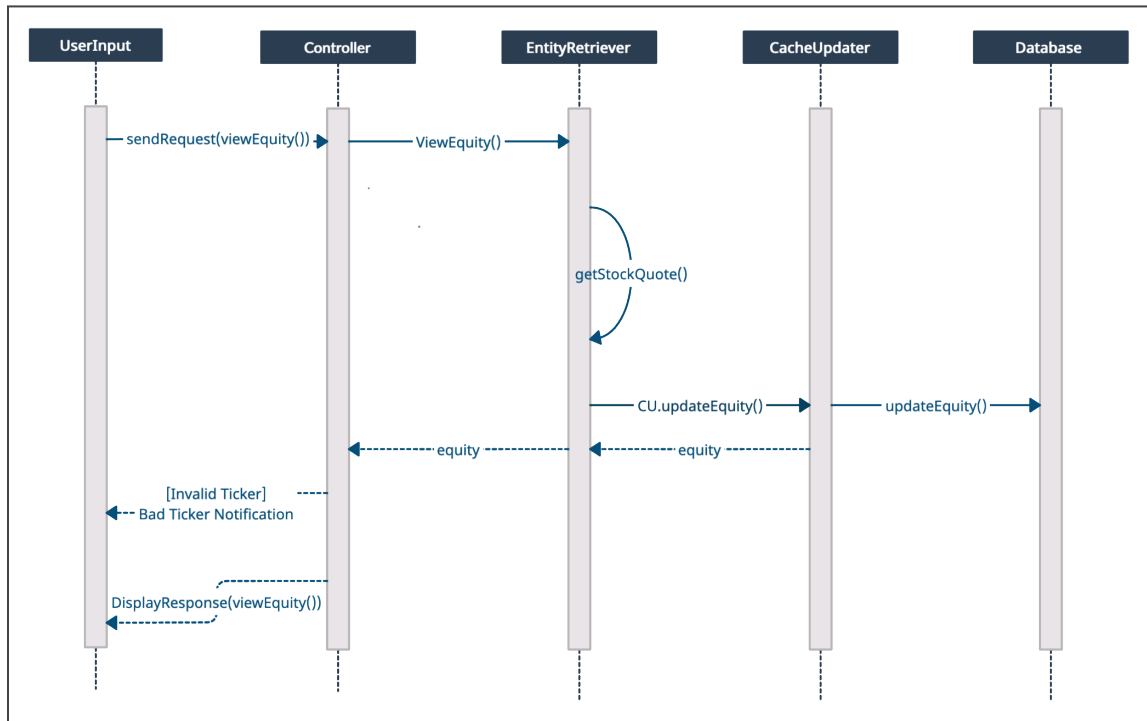 UserInput
Controller
EntityRetriever
CacheUpdater
Database
sendRequest(viewEquity())
ViewEquity()
getStockQuote()
CU.updateEquity()
updateEquity()
equity
equity
[Invalid Ticker]
Bad Ticker Notification
DisplayResponse(viewEquity())